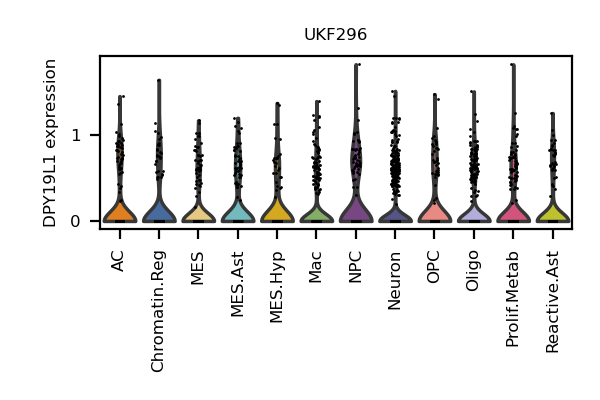 UKF296
DPY19L1 expression
1
0
AC
Chromatin.Reg
MES
MES.Ast
MES.Hyp
Mac
NPC
Neuron
OPC
Oligo
Prolif.Metab
Reactive.Ast